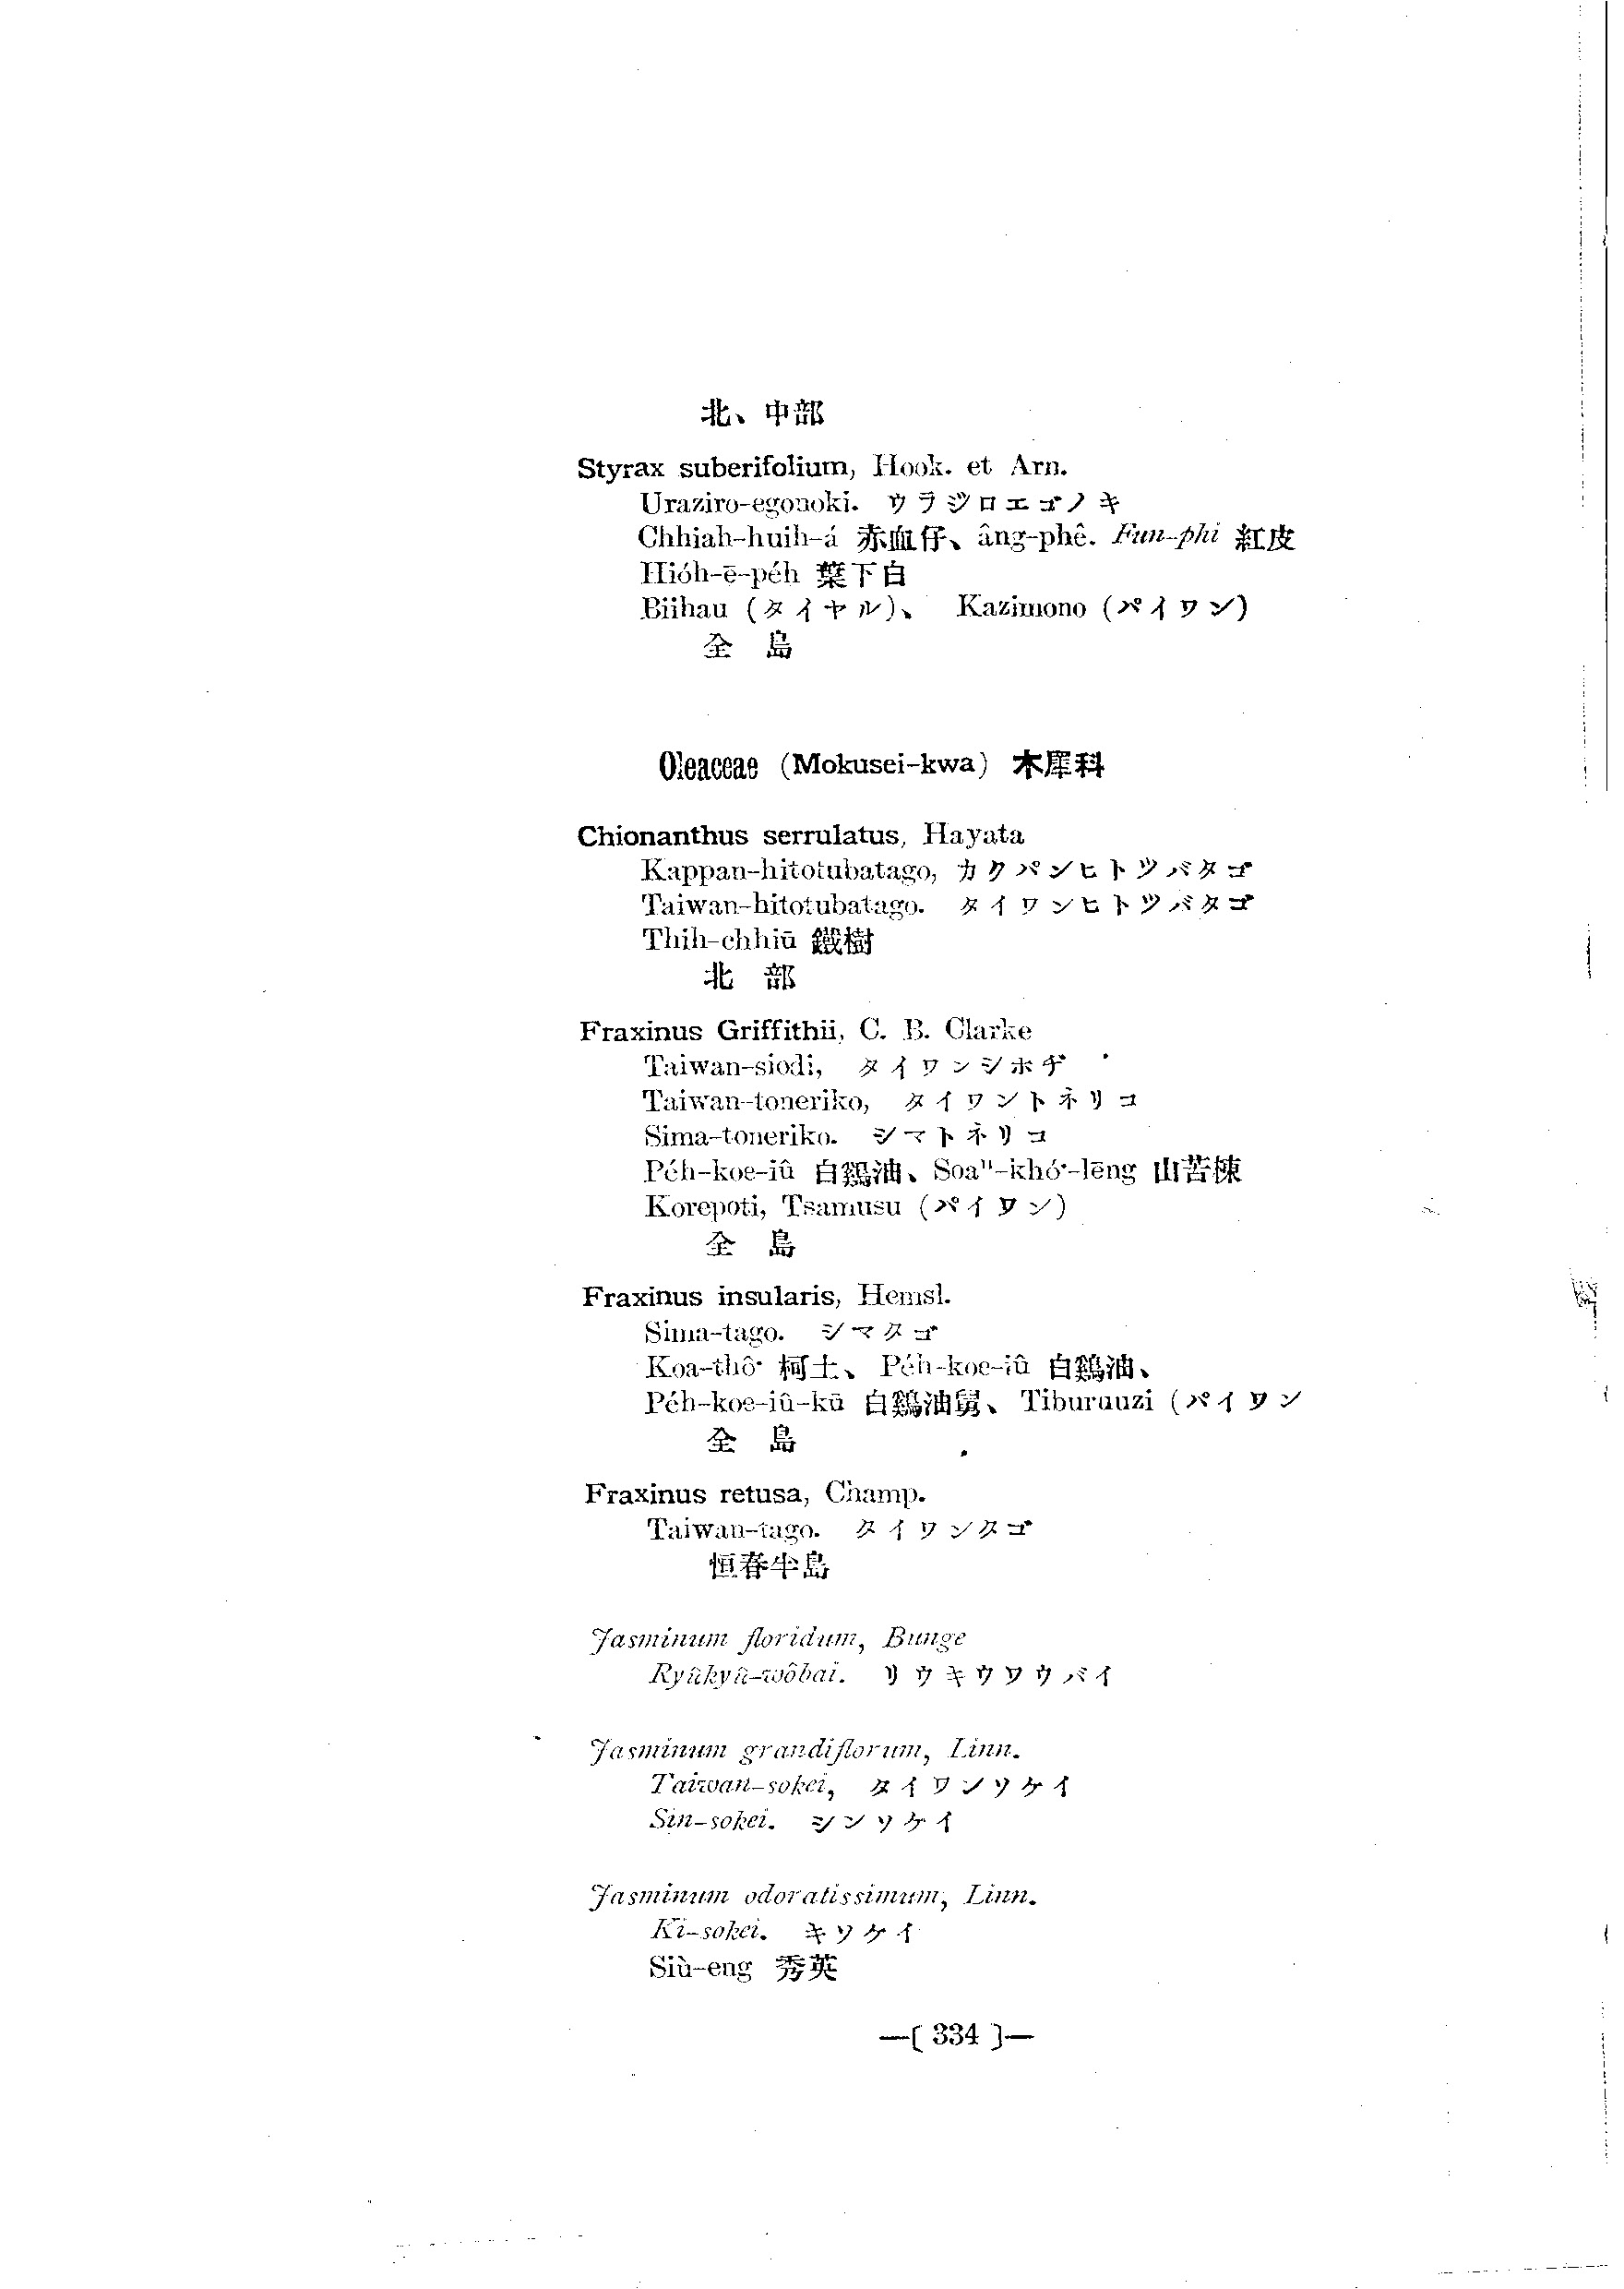 北、中部
Styrax suberifolium, Hook. et Arn.
Uraziro-egonoki. ウラジロエゴノキ
Chhiah-huih-á 赤血仔、âng-phê. Fun-phi 紅皮
Hióh-ē-péh 葉下白
Biihau (タイヤル)、 Kazimono (パイワン)
全島
Oleaceae (Mokusei-kwa) 木犀科
Chionanthus serrulatus, Hayata
Kappan-hitotubatago, カウパンヒトツバタゴ
Taiwan-hitotubatago. タイワンヒトツバタゴ
Thih-chhiū 鐵樹
北部
Fraxinus Griffithii, C. B. Clarke
Taiwan-siodi, タイワンシホヂ
Taiwan-toneriko, タイワントネリコ
Sima-toneriko. シマトネリコ
Péh-koe-iû 白鷄油、Soaⁿ-khó·-lēng 山苦楝
Korepoti, Tsamusu (パイワン)
全島
Fraxinus insularis, Hemsl.
Sima-tago. シマタゴ
Koa-thô· 柯土、Péh-koe-iû 白鷄油、
Péh-koe-iû-kū 白鷄油舅、Tiburauzi (パイワン
全島
Fraxinus retusa, Champ.
Taiwan-tago. タイワンタゴ
恒春半島
Jasminum floridum, Bunge
Ryûkyû-wôbai. リウキウワウバイ
Jasminum grandiflorum, Linn.
Taiwan-sokei, タイワンソケイ
Sin-sokei. シンソケイ
Jasminum odoratissimum, Linn.
Ki-sokei. キソケイ
Siù-eng 秀英
—( 334 )—